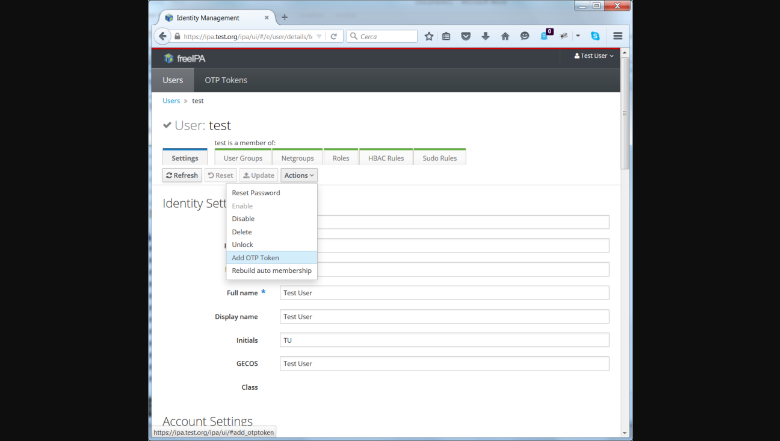 Identity Management
https://ipa.test.org/ipa/ui/#/e/user/details/t
Cerca
0
freeIPA
Test User
Users
OTP Tokens
Users » test
User: test
test is a member of:
Settings
User Groups
Netgroups
Roles
HBAC Rules
Sudo Rules
Refresh
Reset
Update
Actions
Reset Password
Enable
Disable
Delete
Unlock
Add OTP Token
Rebuild auto membership
Identity Set
Full name *
Test User
Display name
Test User
Initials
TU
GECOS
Test User
Class
Account Settings
https://ipa.test.org/ipa/ui/#add_otptoken